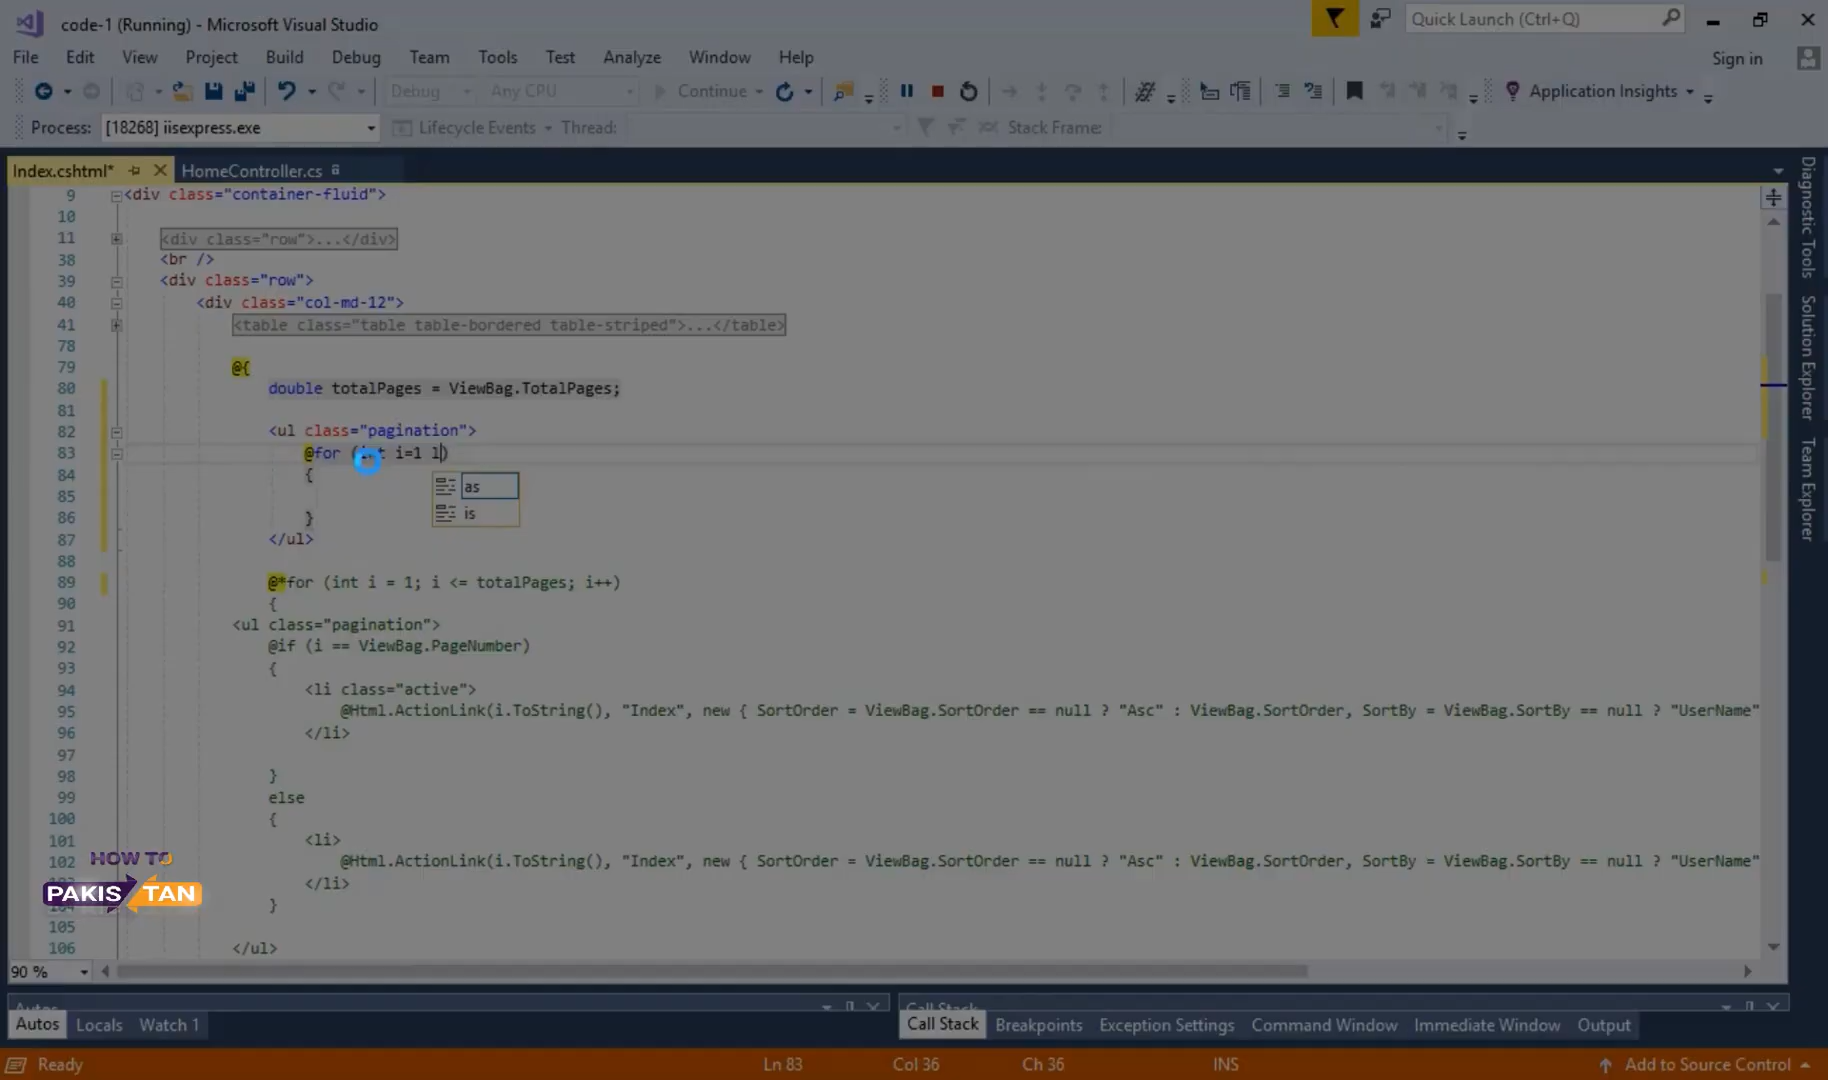 code-1 (Running) - Microsoft Visual Studio
Quick Launch (Ctrl+Q)
File Edit View Project Build Debug Team Tools Test Analyze Window Help
Sign in
Debug Any CPU Continue Application Insights
Process: [18268] iisexpress.exe Lifecycle Events Thread: Stack Frame:
Index.cshtml* HomeController.cs
Diagnostic Tools
Solution Explorer
Team Explorer
9 <div class="container-fluid">
10
11 <div class="row">...</div>
38 <br />
39 <div class="row">
40 <div class="col-md-12">
41 <table class="table table-bordered table-striped">...</table>
78
79 @{
80 double totalPages = ViewBag.TotalPages;
81
82 <ul class="pagination">
83 @for (int i=1 l)
84 {
as
85
is
86 }
87 </ul>
88
89 @*for (int i = 1; i <= totalPages; i++)
90 {
91 <ul class="pagination">
92 @if (i == ViewBag.PageNumber)
93 {
94 <li class="active">
95 @Html.ActionLink(i.ToString(), "Index", new { SortOrder = ViewBag.SortOrder == null ? "Asc" : ViewBag.SortOrder, SortBy = ViewBag.SortBy == null ? "UserName"
96 </li>
97
98 }
99 else
100 {
101 <li>
102 @Html.ActionLink(i.ToString(), "Index", new { SortOrder = ViewBag.SortOrder == null ? "Asc" : ViewBag.SortOrder, SortBy = ViewBag.SortBy == null ? "UserName"
</li>
}
105
106 </ul>
HOW TO
PAKISTAN
90 %
Autos Call Stack
Autos Locals Watch 1 Call Stack Breakpoints Exception Settings Command Window Immediate Window Output
Ready Ln 83 Col 36 Ch 36 INS Add to Source Control